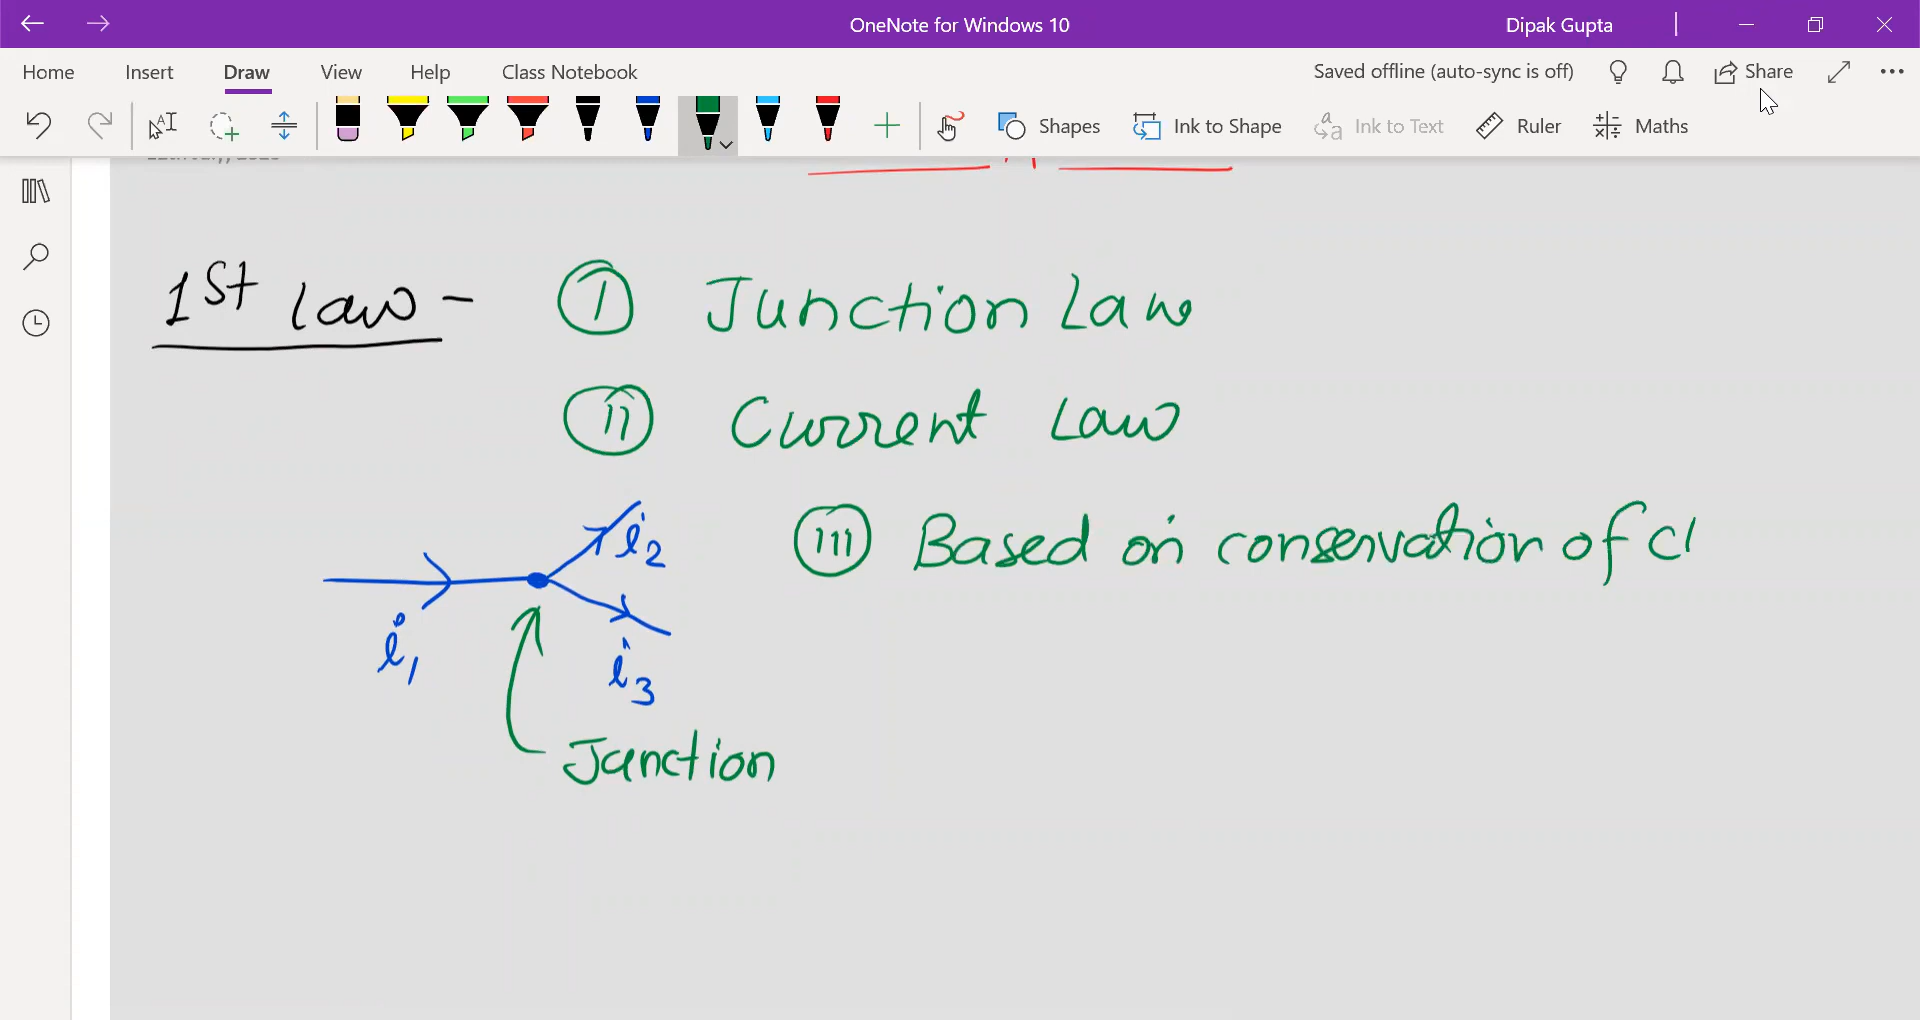 OneNote for Windows 10
Dipak Gupta
Home Insert Draw View Help Class Notebook
Saved offline (auto-sync is off) Share
Shapes Ink to Shape Ink to Text Ruler Maths
1st law - I Junction Law
II Current Law
III Based on conservation of Ch
i2
i1
i3
Junction